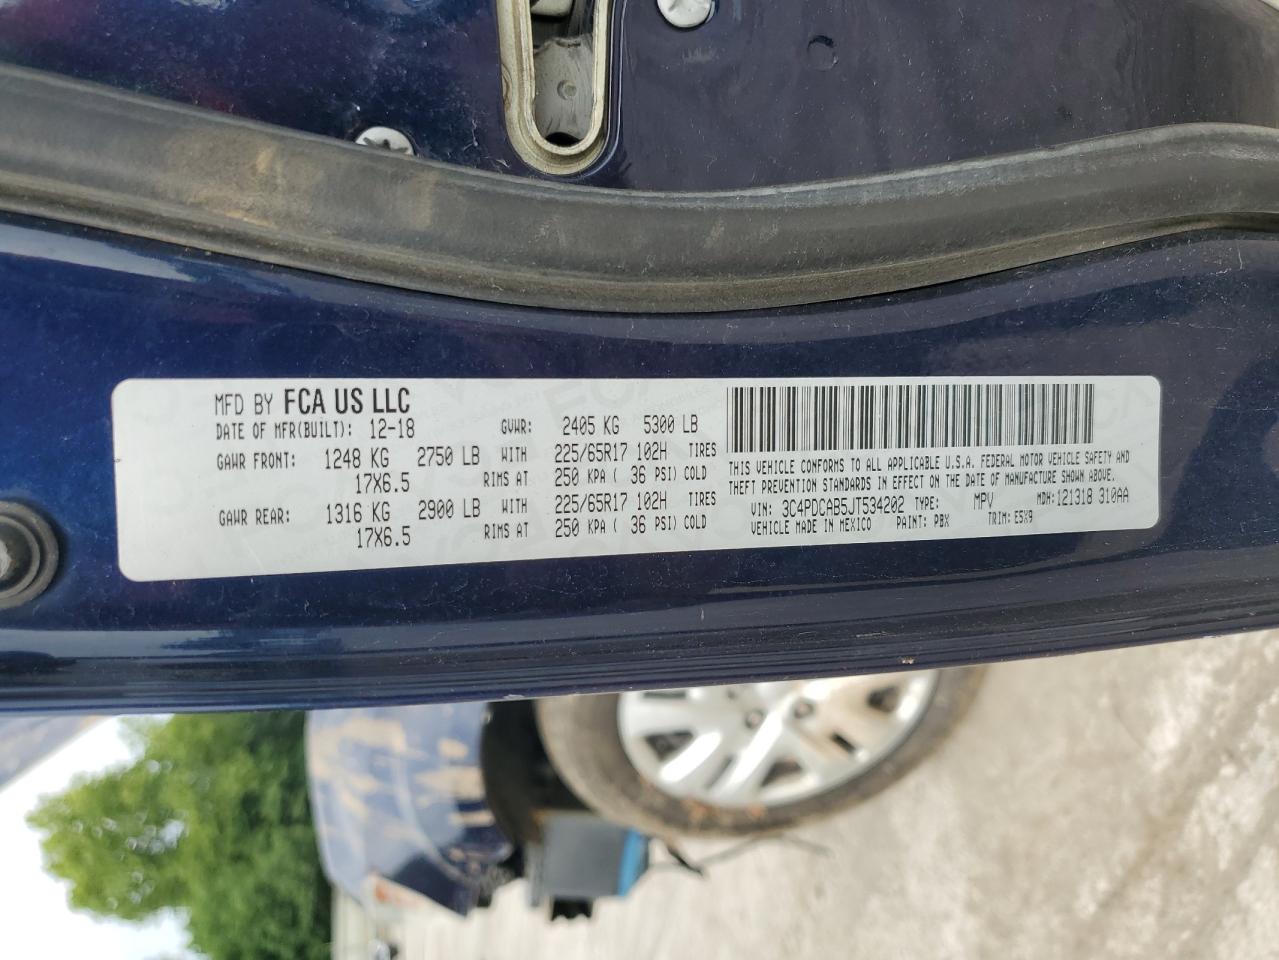 MFD BY FCA US LLC
DATE OF MFR(BUILT): 12-18 GVWR: 2405 KG 5300 LB
GAWR FRONT: 1248 KG 2750 LB WITH 225/65R17 102H TIRES
17X6.5 RIMS AT 250 KPA ( 36 PSI) COLD
GAWR REAR: 1316 KG 2900 LB WITH 225/65R17 102H TIRES
17X6.5 RIMS AT 250 KPA ( 36 PSI) COLD
THIS VEHICLE CONFORMS TO ALL APPLICABLE U.S.A. FEDERAL MOTOR VEHICLE SAFETY AND
THEFT PREVENTION STANDARDS IN EFFECT ON THE DATE OF MANUFACTURE SHOWN ABOVE.
VIN: 3C4PDCAB5JT534202 TYPE: MPV MDH: 121318 310AA
VEHICLE MADE IN MEXICO PAINT: PBX TRIM: E5X9